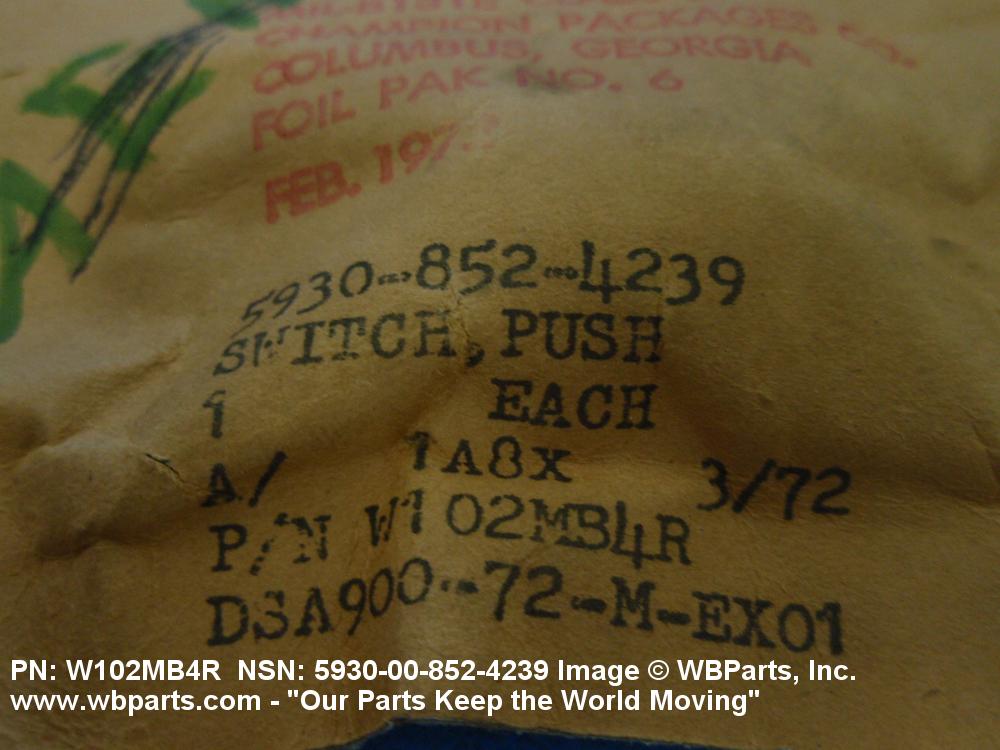 CHAMPION PACKAGES CO.
COLUMBUS, GEORGIA
FOIL PAK NO. 6
FEB. 197
5930-852-4239
SWITCH, PUSH
1 EACH
A/ 1A8X 3/72
P/N W102MB4R
DSA900-72-M-EX01
PN: W102MB4R NSN: 5930-00-852-4239 Image © WBParts, Inc.
www.wbparts.com - "Our Parts Keep the World Moving"